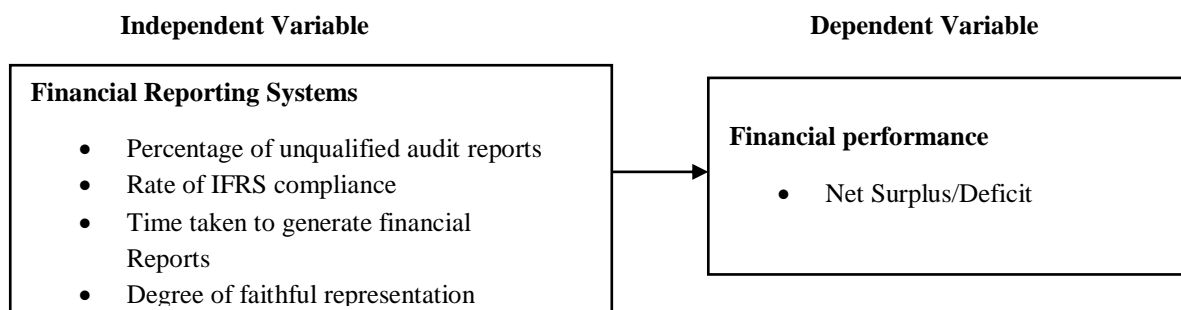 Independent Variable
Dependent Variable
Financial Reporting Systems
• Percentage of unqualified audit reports
• Rate of IFRS compliance
• Time taken to generate financial
Reports
• Degree of faithful representation
Financial performance
• Net Surplus/Deficit